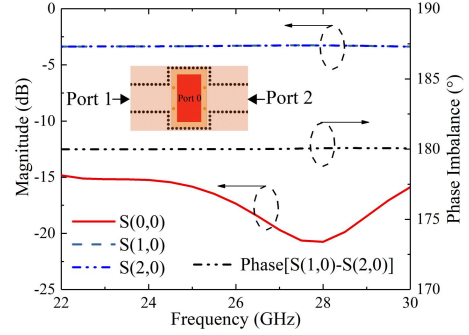 0
190
-5
185
-10
180
-15
175
-20
-25
170
22
24
26
28
30
Magnitude (dB)
Phase Imbalance (°)
Frequency (GHz)
Port 1
Port 0
Port 2
S(0,0)
S(1,0)
S(2,0)
Phase[S(1,0)-S(2,0)]